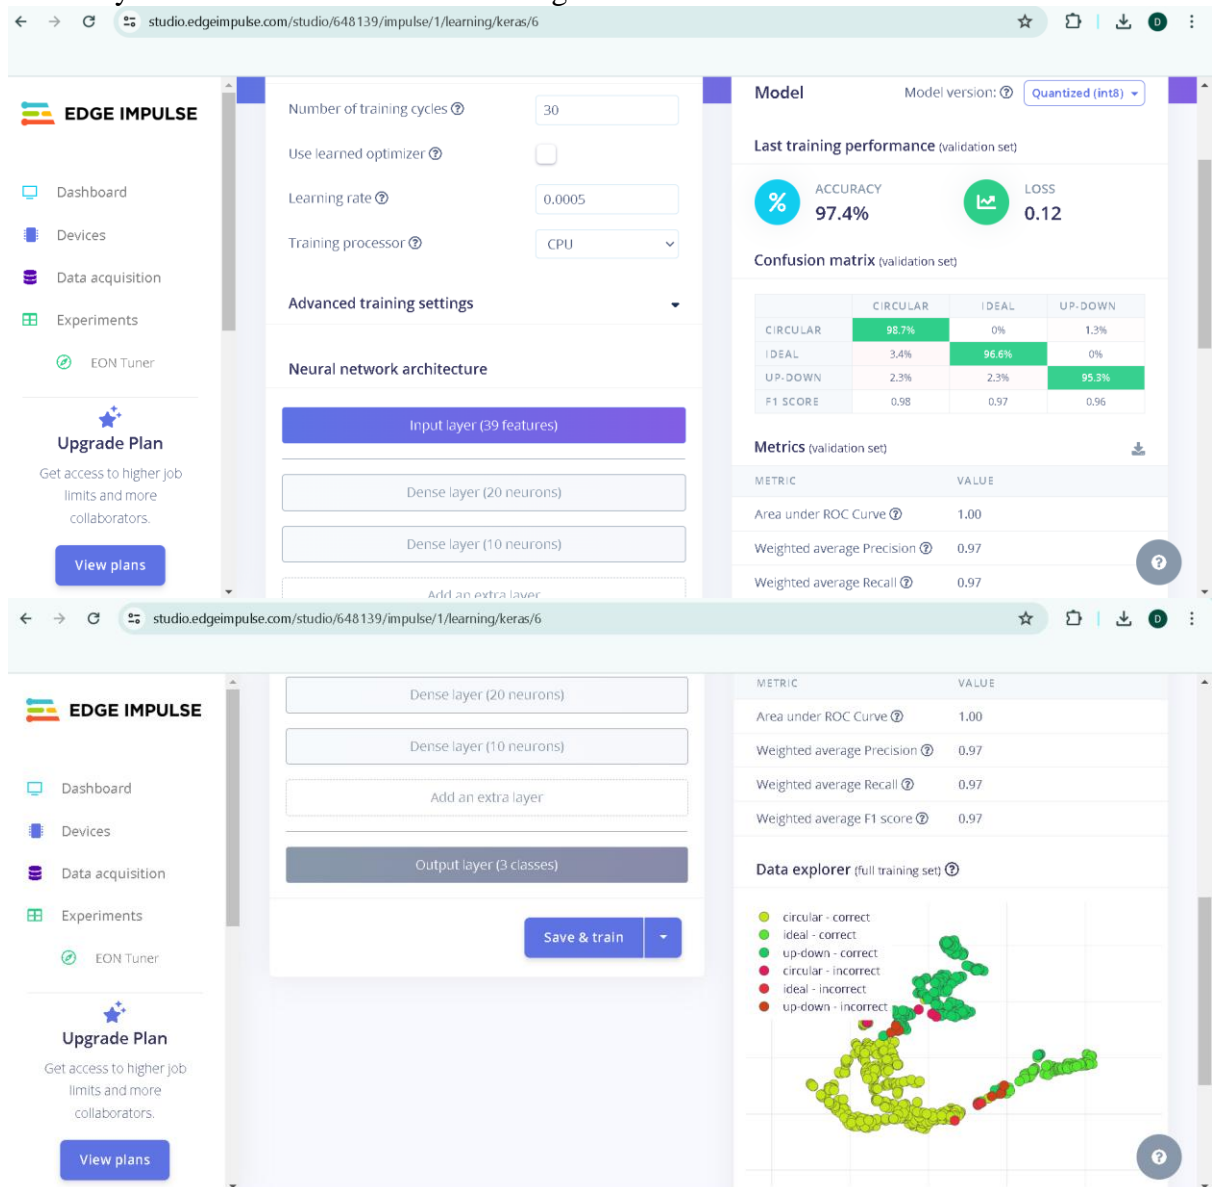 studio.edgeimpulse.com/studio/648139/impulse/1/learning/keras/6
D
EDGE IMPULSE
Dashboard
Devices
Data acquisition
Experiments
EON Tuner
Upgrade Plan
Get access to higher job
limits and more
collaborators.
View plans
Number of training cycles ? 30
Use learned optimizer ?
Learning rate ? 0.0005
Training processor ? CPU
Advanced training settings
Neural network architecture
Input layer (39 features)
Dense layer (20 neurons)
Dense layer (10 neurons)
Add an extra layer
Model Model version: ? Quantized (int8)
Last training performance (validation set)
% ACCURACY
97.4%
LOSS
0.12
Confusion matrix (validation set)
CIRCULAR IDEAL UP-DOWN
CIRCULAR 98.7% 0% 1.3%
IDEAL 3.4% 96.6% 0%
UP-DOWN 2.3% 2.3% 95.3%
F1 SCORE 0.98 0.97 0.96
Metrics (validation set)
METRIC VALUE
Area under ROC Curve ? 1.00
Weighted average Precision ? 0.97
Weighted average Recall ? 0.97
?
studio.edgeimpulse.com/studio/648139/impulse/1/learning/keras/6
D
EDGE IMPULSE
Dashboard
Devices
Data acquisition
Experiments
EON Tuner
Upgrade Plan
Get access to higher job
limits and more
collaborators.
View plans
Dense layer (20 neurons)
Dense layer (10 neurons)
Add an extra layer
Output layer (3 classes)
Save & train
METRIC VALUE
Area under ROC Curve ? 1.00
Weighted average Precision ? 0.97
Weighted average Recall ? 0.97
Weighted average F1 score ? 0.97
Data explorer (full training set) ?
circular - correct
ideal - correct
up-down - correct
circular - incorrect
ideal - incorrect
up-down - incorrect
?